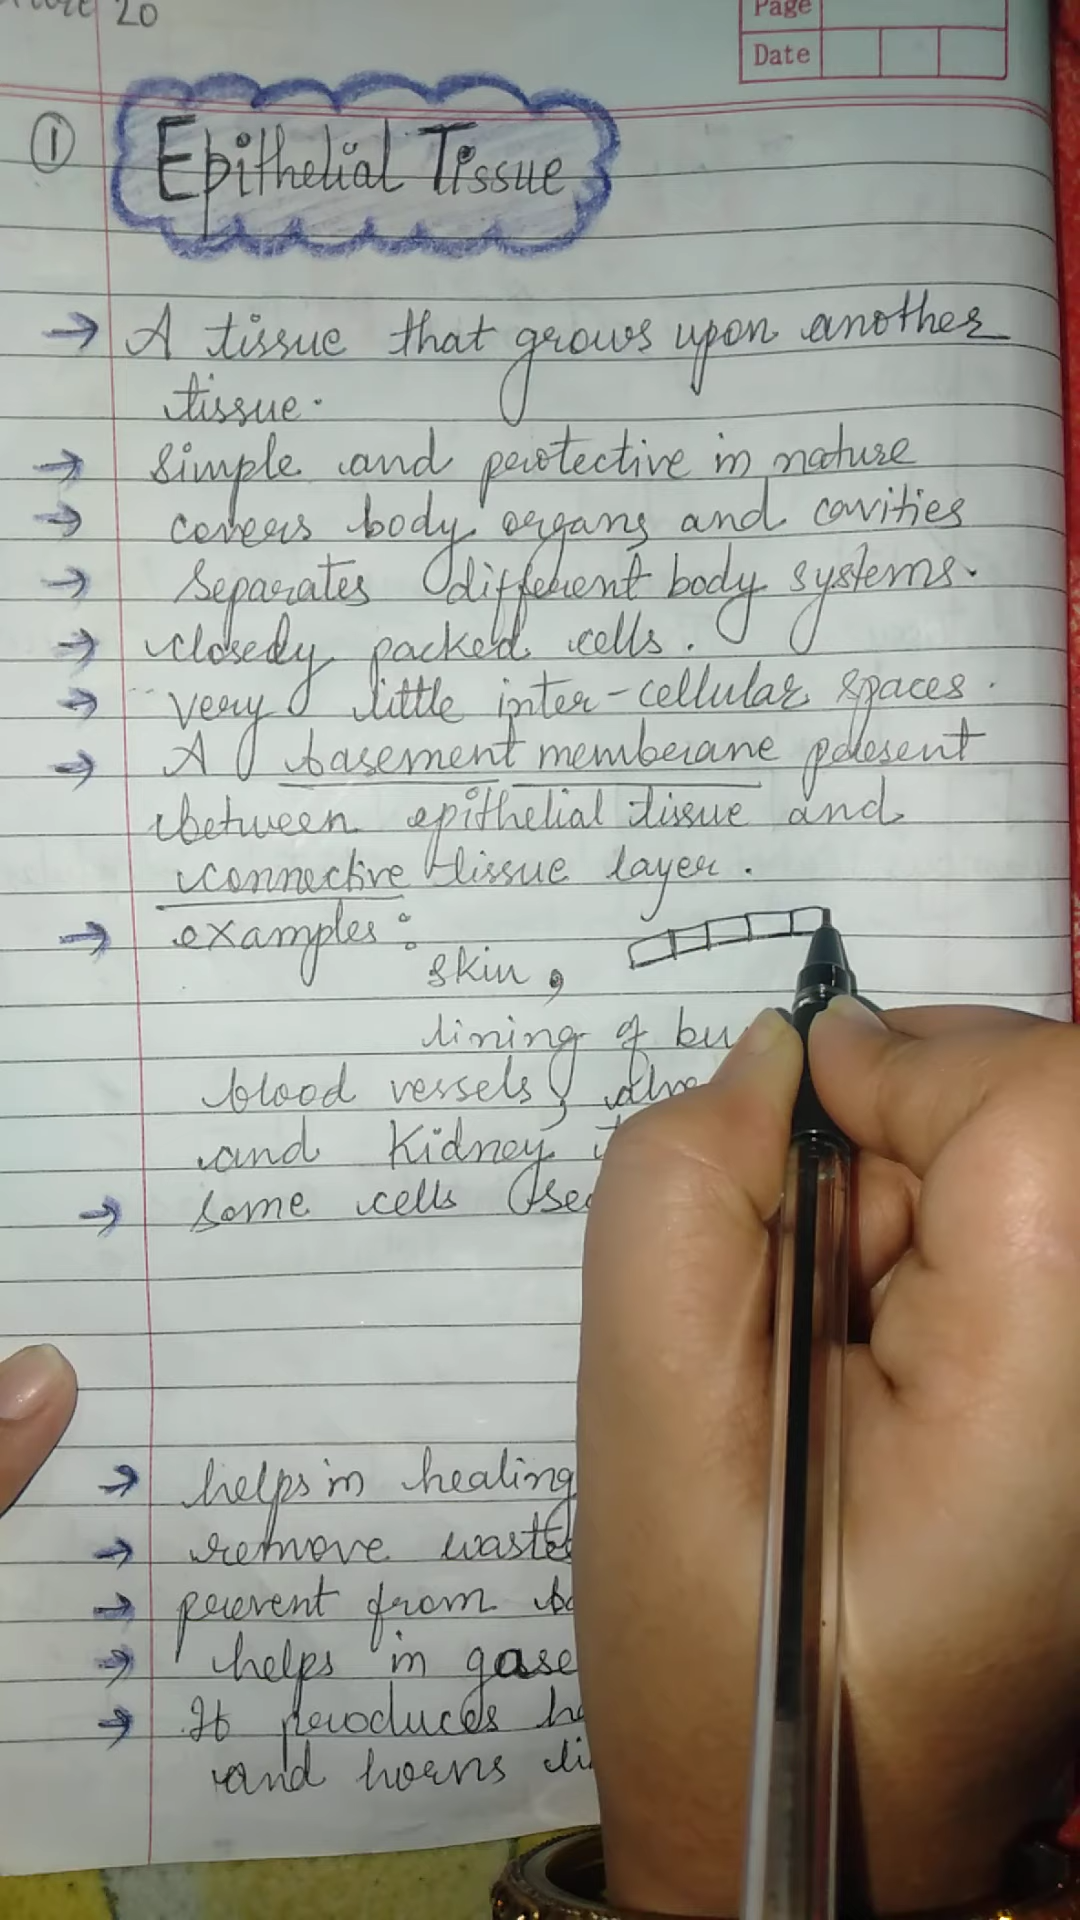 20
Page
Date
1
Epithelial Tissue
→ A tissue that grows upon another
tissue.
→ Simple and protective in nature
→ covers body organs and cavities
→ Separates different body systems.
→ closely packed cells.
→ very little inter-cellular spaces.
→ A basement membrane present
between epithelial tissue and
connective tissue layer.
→ examples:
skin,
lining of
blood vessels,
and Kidney
→ Some cells
→ helps in healing
→ remove
→ prevent from
→ helps in
→ It produces
and horns